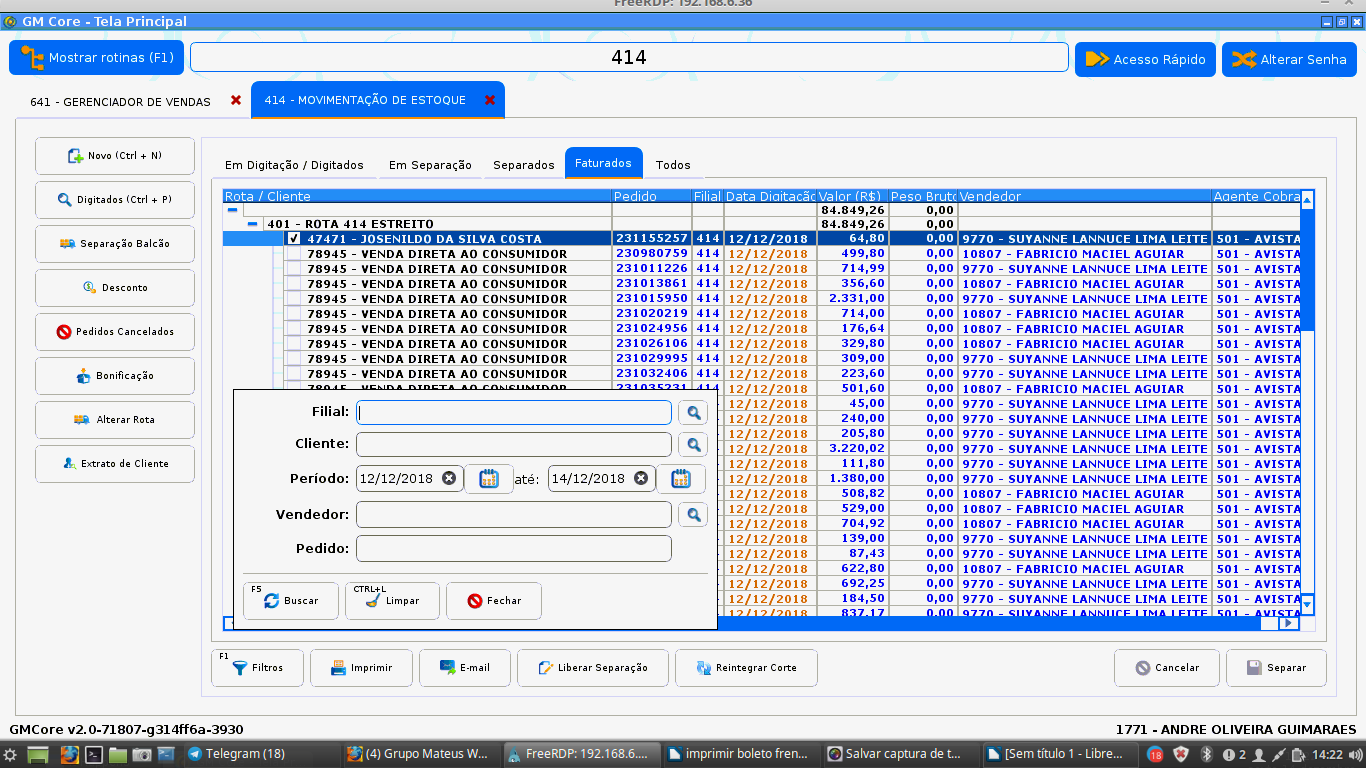 FreeRDP: 192.168.6.36
GM Core - Tela Principal
Mostrar rotinas (F1)
414
Acesso Rápido
Alterar Senha
641 - GERENCIADOR DE VENDAS
414 - MOVIMENTAÇÃO DE ESTOQUE
Novo (Ctrl + N)
Digitados (Ctrl + P)
Separação Balcão
Desconto
Pedidos Cancelados
Bonificação
Alterar Rota
Extrato de Cliente
Em Digitação / Digitados
Em Separação
Separados
Faturados
Todos
Rota / Cliente Pedido Filial Data Digitação Valor (R$) Peso Bruto Vendedor Agente Cobra
84.849,26 0,00
401 - ROTA 414 ESTREITO 84.849,26 0,00
47471 - JOSENILDO DA SILVA COSTA 231155257 414 12/12/2018 64,80 0,00 9770 - SUYANNE LANNUCE LIMA LEITE 501 - AVISTA
78945 - VENDA DIRETA AO CONSUMIDOR 230980759 414 12/12/2018 499,80 0,00 10807 - FABRICIO MACIEL AGUIAR 501 - AVISTA
78945 - VENDA DIRETA AO CONSUMIDOR 231011226 414 12/12/2018 714,99 0,00 9770 - SUYANNE LANNUCE LIMA LEITE 501 - AVISTA
78945 - VENDA DIRETA AO CONSUMIDOR 231013861 414 12/12/2018 356,60 0,00 10807 - FABRICIO MACIEL AGUIAR 501 - AVISTA
78945 - VENDA DIRETA AO CONSUMIDOR 231015950 414 12/12/2018 2.331,00 0,00 9770 - SUYANNE LANNUCE LIMA LEITE 501 - AVISTA
78945 - VENDA DIRETA AO CONSUMIDOR 231020219 414 12/12/2018 714,00 0,00 10807 - FABRICIO MACIEL AGUIAR 501 - AVISTA
78945 - VENDA DIRETA AO CONSUMIDOR 231024956 414 12/12/2018 176,64 0,00 10807 - FABRICIO MACIEL AGUIAR 501 - AVISTA
78945 - VENDA DIRETA AO CONSUMIDOR 231026106 414 12/12/2018 329,80 0,00 10807 - FABRICIO MACIEL AGUIAR 501 - AVISTA
78945 - VENDA DIRETA AO CONSUMIDOR 231029995 414 12/12/2018 309,00 0,00 9770 - SUYANNE LANNUCE LIMA LEITE 501 - AVISTA
78945 - VENDA DIRETA AO CONSUMIDOR 231032406 414 12/12/2018 223,60 0,00 9770 - SUYANNE LANNUCE LIMA LEITE 501 - AVISTA
78945 - VENDA DIRETA AO CONSUMIDOR 231035231 414 12/12/2018 501,60 0,00 10807 - FABRICIO MACIEL AGUIAR 501 - AVISTA
12/12/2018 45,00 0,00 9770 - SUYANNE LANNUCE LIMA LEITE 501 - AVISTA
12/12/2018 240,00 0,00 9770 - SUYANNE LANNUCE LIMA LEITE 501 - AVISTA
12/12/2018 205,80 0,00 9770 - SUYANNE LANNUCE LIMA LEITE 501 - AVISTA
12/12/2018 3.220,02 0,00 9770 - SUYANNE LANNUCE LIMA LEITE 501 - AVISTA
12/12/2018 111,80 0,00 9770 - SUYANNE LANNUCE LIMA LEITE 501 - AVISTA
12/12/2018 1.380,00 0,00 9770 - SUYANNE LANNUCE LIMA LEITE 501 - AVISTA
12/12/2018 508,82 0,00 10807 - FABRICIO MACIEL AGUIAR 501 - AVISTA
12/12/2018 529,00 0,00 10807 - FABRICIO MACIEL AGUIAR 501 - AVISTA
12/12/2018 704,92 0,00 10807 - FABRICIO MACIEL AGUIAR 501 - AVISTA
12/12/2018 139,00 0,00 9770 - SUYANNE LANNUCE LIMA LEITE 501 - AVISTA
12/12/2018 87,43 0,00 9770 - SUYANNE LANNUCE LIMA LEITE 501 - AVISTA
12/12/2018 622,80 0,00 10807 - FABRICIO MACIEL AGUIAR 501 - AVISTA
12/12/2018 692,25 0,00 9770 - SUYANNE LANNUCE LIMA LEITE 501 - AVISTA
12/12/2018 184,50 0,00 9770 - SUYANNE LANNUCE LIMA LEITE 501 - AVISTA
12/12/2018 837,17 0,00 9770 - SUYANNE LANNUCE LIMA LEITE 501 - AVISTA
Filial:
Cliente:
Período: 12/12/2018 até: 14/12/2018
Vendedor:
Pedido:
F5 Buscar
CTRL+L Limpar
Fechar
F1 Filtros
Imprimir
E-mail
Liberar Separação
Reintegrar Corte
Cancelar
Separar
GMCore v2.0-71807-g314ff6a-3930
1771 - ANDRE OLIVEIRA GUIMARAES
Telegram (18)
(4) Grupo Mateus W...
FreeRDP: 192.168.6....
imprimir boleto fren...
Salvar captura de t...
[Sem título 1 - Libre...
18
2
14:22